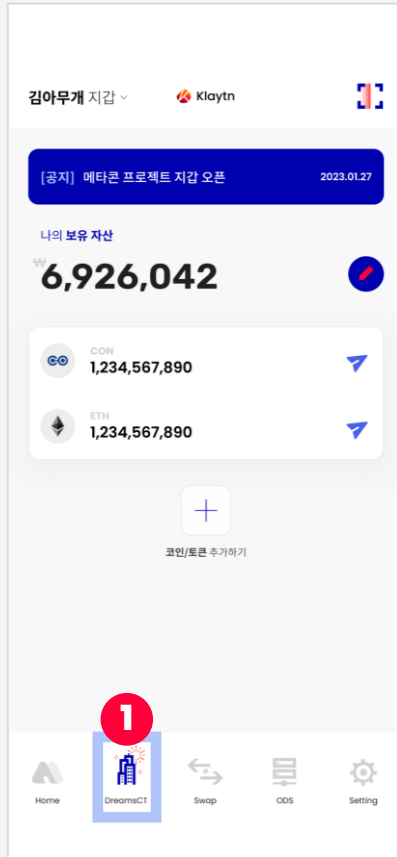 김아무개 지갑
Klaytn
[공지] 메타콘 프로젝트 지갑 오픈 2023.01.27
나의 보유 자산
₩6,926,042
CON
1,234,567,890
ETH
1,234,567,890
코인/토큰 추가하기
1
Home DreamsCT Swap ODS Setting